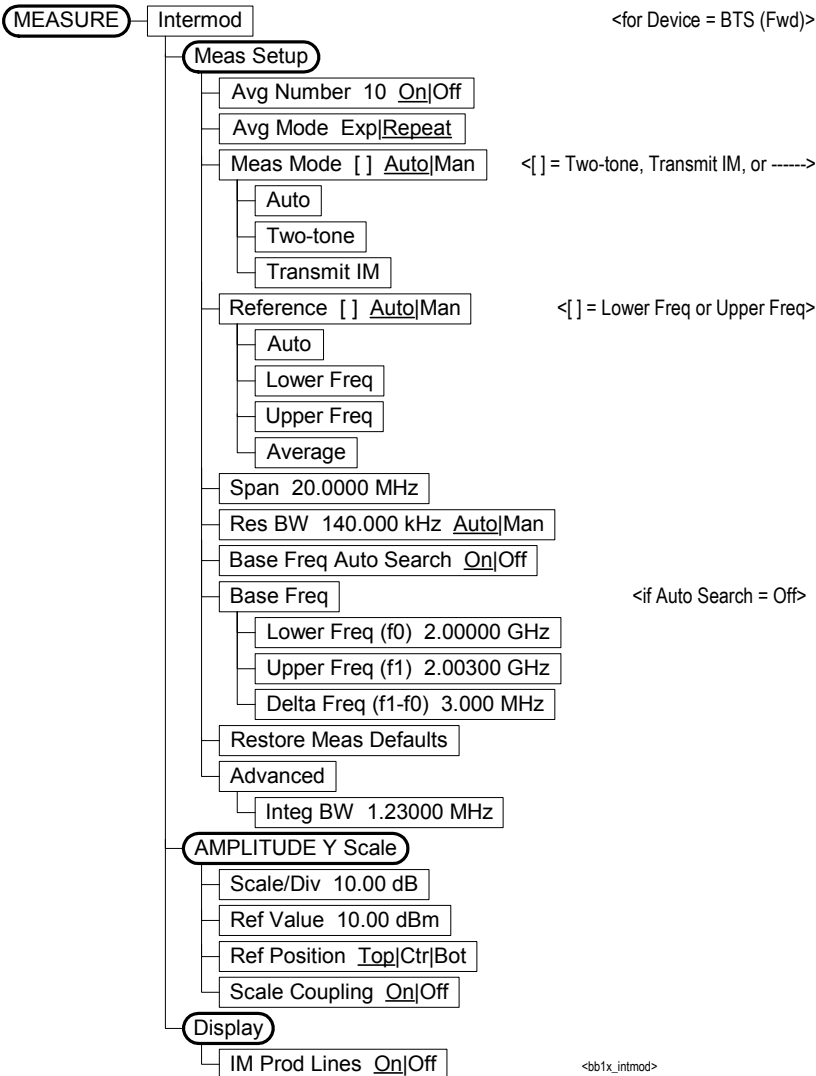 MEASURE Intermod <for Device = BTS (Fwd)>
Meas Setup
Avg Number 10 On|Off
Avg Mode Exp|Repeat
Meas Mode [ ] Auto|Man <[ ] = Two-tone, Transmit IM, or ------>
Auto
Two-tone
Transmit IM
Reference [ ] Auto|Man <[ ] = Lower Freq or Upper Freq>
Auto
Lower Freq
Upper Freq
Average
Span 20.0000 MHz
Res BW 140.000 kHz Auto|Man
Base Freq Auto Search On|Off
Base Freq <if Auto Search = Off>
Lower Freq (f0) 2.00000 GHz
Upper Freq (f1) 2.00300 GHz
Delta Freq (f1-f0) 3.000 MHz
Restore Meas Defaults
Advanced
Integ BW 1.23000 MHz
AMPLITUDE Y Scale
Scale/Div 10.00 dB
Ref Value 10.00 dBm
Ref Position Top|Ctr|Bot
Scale Coupling On|Off
Display
IM Prod Lines On|Off <bb1x_intmod>